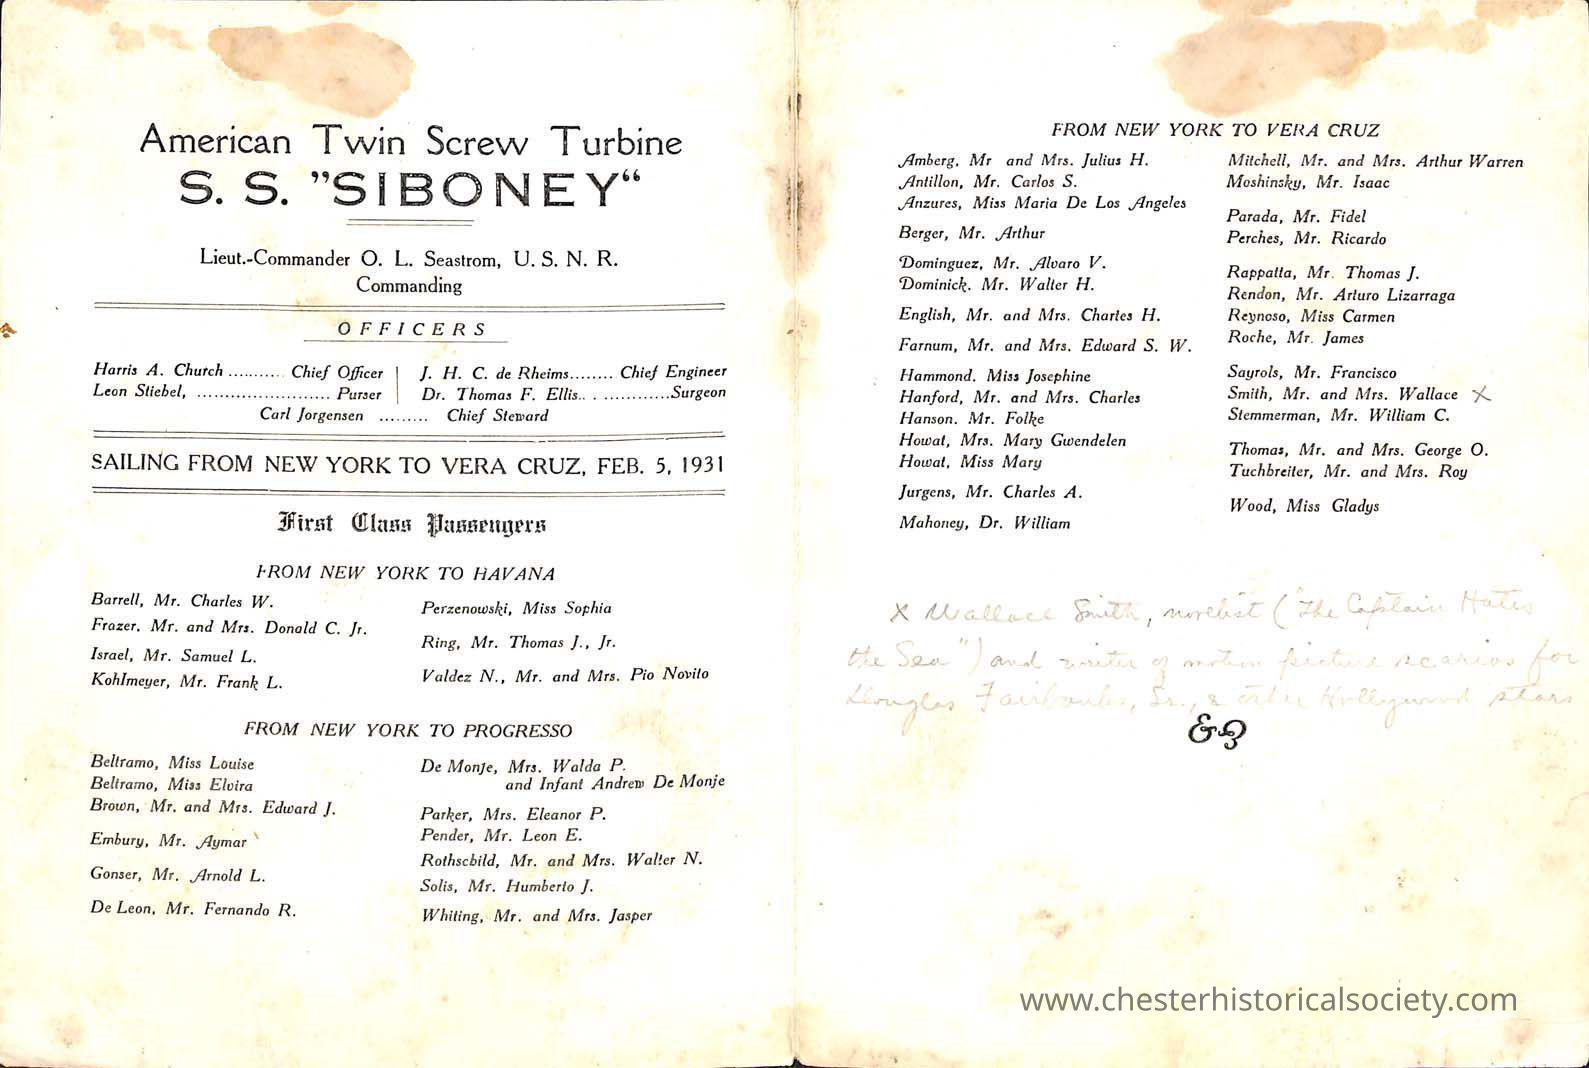 American Twin Screw Turbine
S. S. "SIBONEY"
Lieut.-Commander O. L. Seastrom, U. S. N. R.
Commanding
OFFICERS
Harris A. Church .......... Chief Officer
Leon Stiebel, ........................ Purser
J. H. C. de Rheims........ Chief Engineer
Dr. Thomas F. Ellis.. . ............Surgeon
Carl Jorgensen ......... Chief Steward
SAILING FROM NEW YORK TO VERA CRUZ, FEB. 5, 1931
First Class Passengers
FROM NEW YORK TO HAVANA
Barrell, Mr. Charles W.
Frazer. Mr. and Mrs. Donald C. Jr.
Israel, Mr. Samuel L.
Kohlmeyer, Mr. Frank L.
Perzenowski, Miss Sophia
Ring, Mr. Thomas J., Jr.
Valdez N., Mr. and Mrs. Pio Novito
FROM NEW YORK TO PROGRESSO
Beltramo, Miss Louise
Beltramo, Miss Elvira
Brown, Mr. and Mrs. Edward J.
Embury, Mr. Aymar
Gonser, Mr. Arnold L.
De Leon, Mr. Fernando R.
De Monje, Mrs. Walda P.
and Infant Andrew De Monje
Parker, Mrs. Eleanor P.
Pender, Mr. Leon E.
Rothschild, Mr. and Mrs. Walter N.
Solis, Mr. Humberto J.
Whiting, Mr. and Mrs. Jasper
FROM NEW YORK TO VERA CRUZ
Amberg, Mr and Mrs. Julius H.
Antillon, Mr. Carlos S.
Anzures, Miss Maria De Los Angeles
Berger, Mr. Arthur
Dominguez, Mr. Alvaro V.
Dominick. Mr. Walter H.
English, Mr. and Mrs. Charles H.
Farnum, Mr. and Mrs. Edward S. W.
Hammond. Miss Josephine
Hanford, Mr. and Mrs. Charles
Hanson. Mr. Folke
Howat, Mrs. Mary Gwendelen
Howat, Miss Mary
Jurgens, Mr. Charles A.
Mahoney, Dr. William
Mitchell, Mr. and Mrs. Arthur Warren
Moshinsky, Mr. Isaac
Parada, Mr. Fidel
Perches, Mr. Ricardo
Rappatta, Mr. Thomas J.
Rendon, Mr. Arturo Lizarraga
Reynoso, Miss Carmen
Roche, Mr. James
Sayrols, Mr. Francisco
Smith, Mr. and Mrs. Wallace X
Stemmerman, Mr. William C.
Thomas, Mr. and Mrs. George O.
Tuchbreiter, Mr. and Mrs. Roy
Wood, Miss Gladys
X Wallace Smith, novelist ("The Captain Hates
the Sea") and writer of motion picture scarios for
Douglas Fairbanks, Sr., & other Hollywood stars
www.chesterhistoricalsociety.com